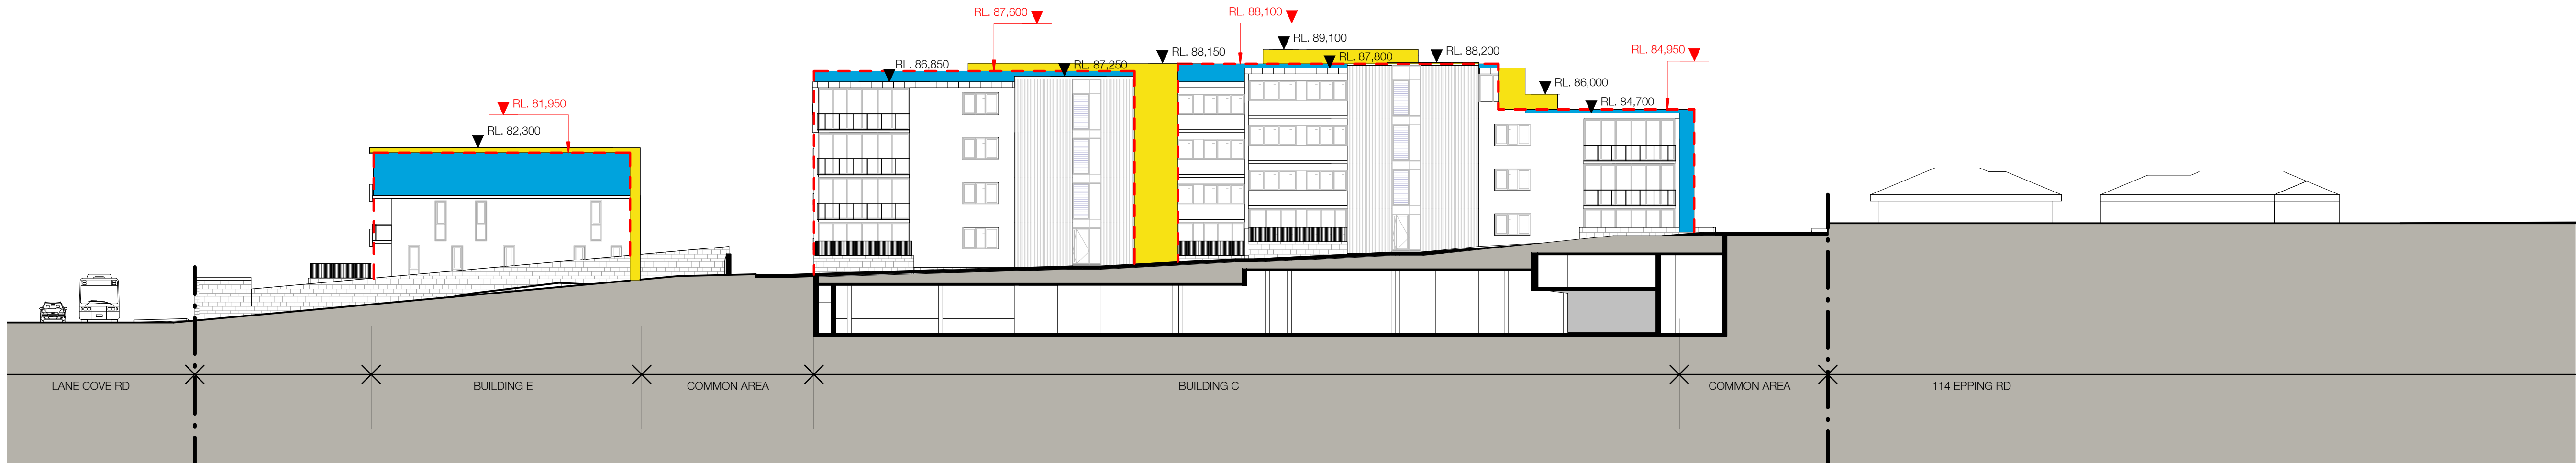 RL. 87,600
RL. 88,100
RL. 89,100
RL. 88,150
RL. 88,200
RL. 84,950
RL. 86,850
RL. 87,250
RL. 87,800
RL. 86,000
RL. 81,950
RL. 84,700
RL. 82,300
LANE COVE RD
BUILDING E
COMMON AREA
BUILDING C
COMMON AREA
114 EPPING RD